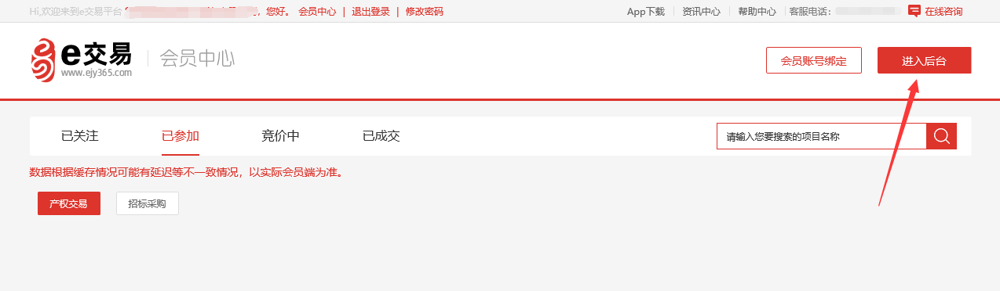 Hi,欢迎来到e交易平台 ，您好。 会员中心 | 退出登录 | 修改密码 App下载 资讯中心 帮助中心 客服电话： 在线咨询
e交易 会员中心 会员账号绑定 进入后台
www.ejy365.com
已关注 已参加 竞价中 已成交 请输入您要搜索的项目名称
数据根据缓存情况可能有延迟等不一致情况，以实际会员端为准。
产权交易 招标采购